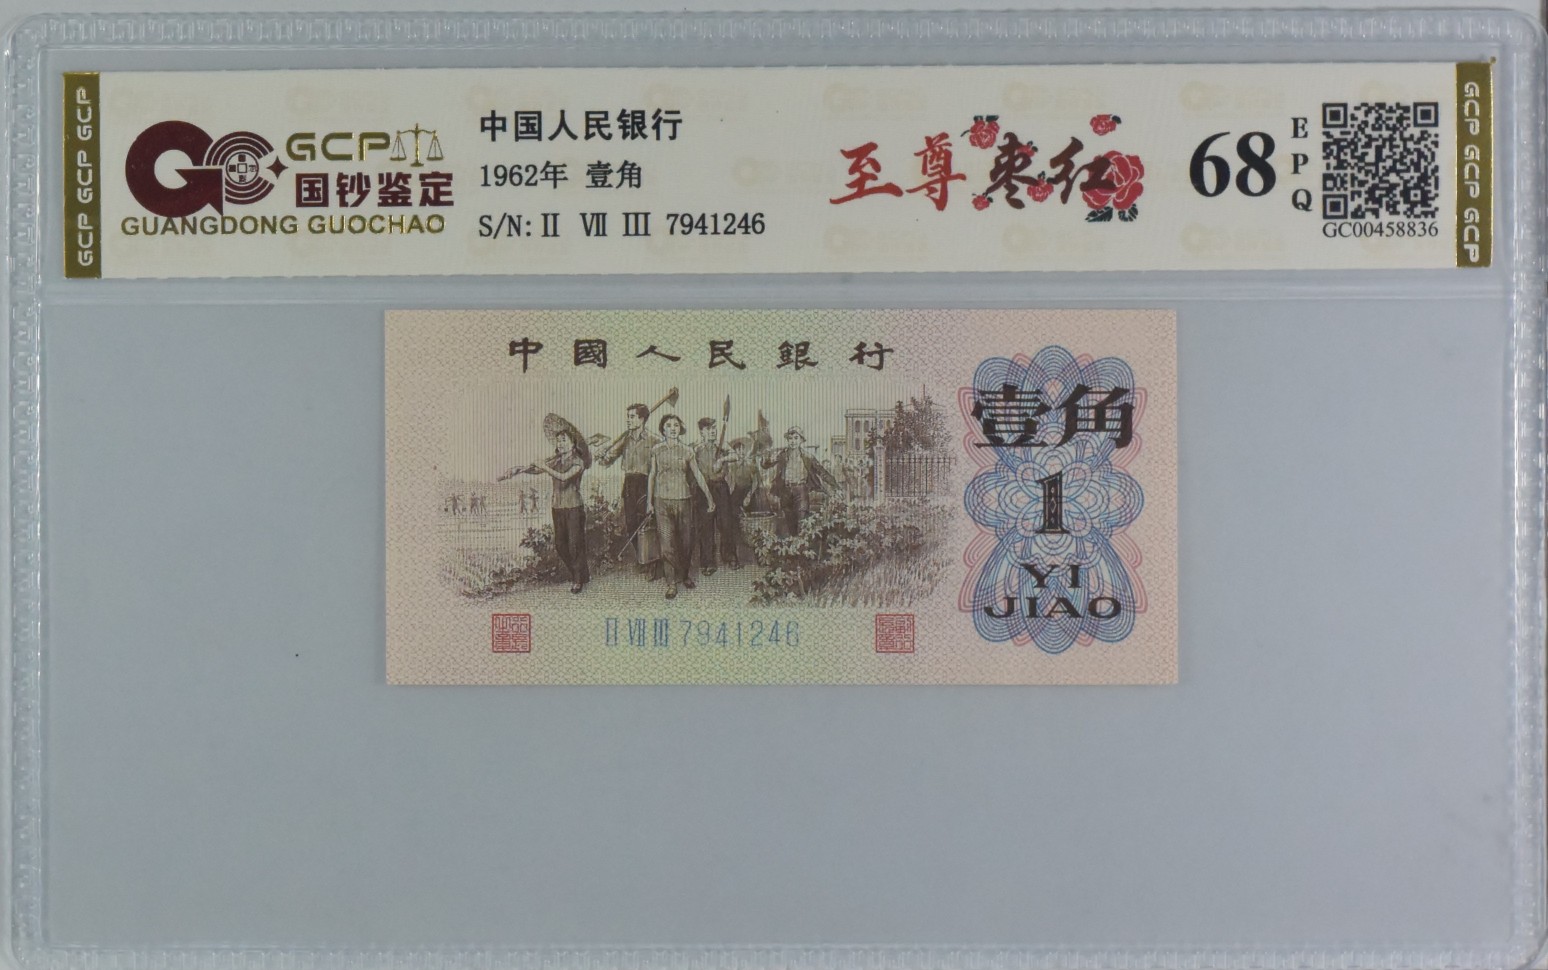 GCP GCP GCP
GCP
国钞鉴定
GUANGDONG GUOCHAO
中国人民银行
1962年 壹角
S/N: II VII III 7941246
至尊枣红
68
EPQ
GC00458836
GCP GCP GCP
中國人民銀行
壹角
1
YI
JIAO
II VII III 7941246